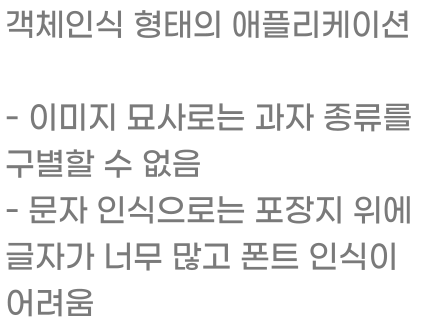 객체인식 형태의 애플리케이션
- 이미지 묘사로는 과자 종류를
구별할 수 없음
- 문자 인식으로는 포장지 위에
글자가 너무 많고 폰트 인식이
어려움